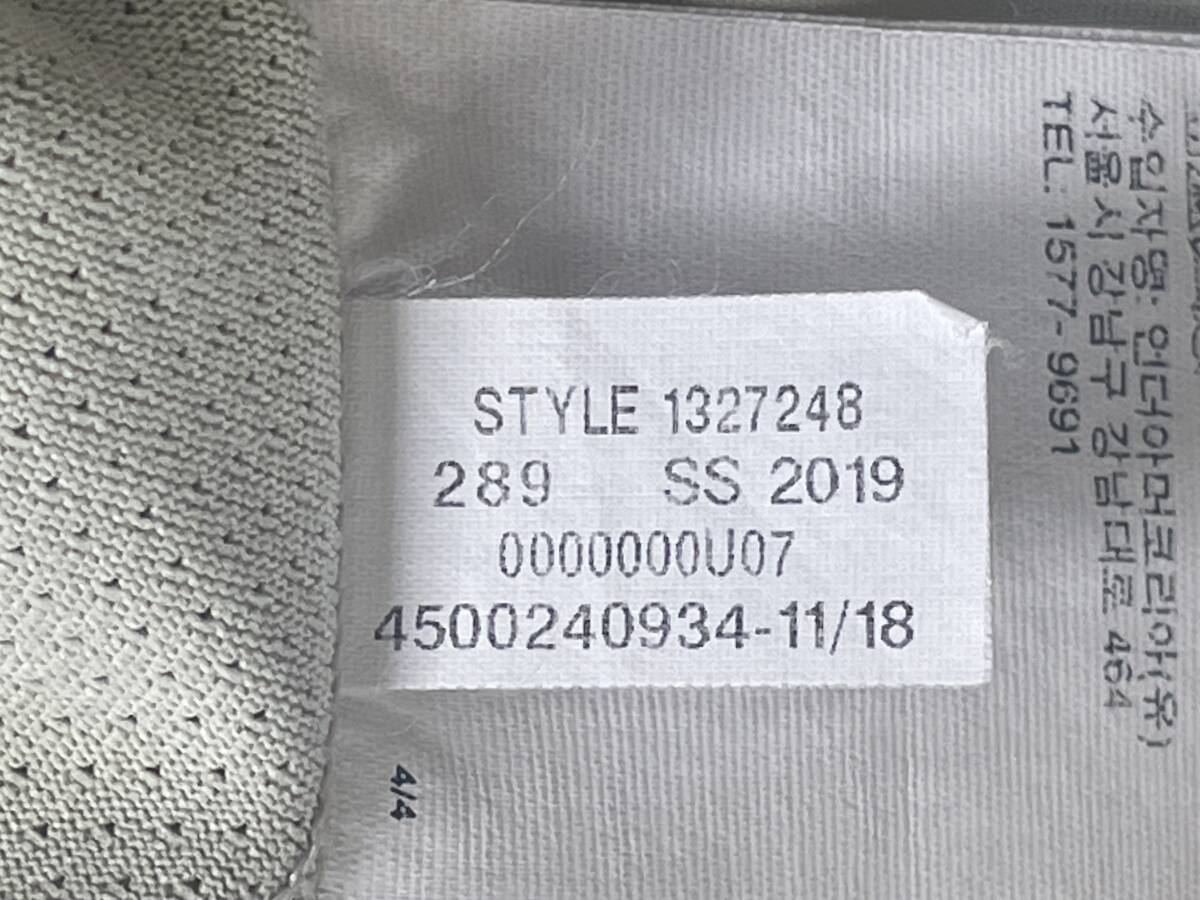 STYLE 1327248
289 SS 2019
0000000U07
4500240934-11/18
4/4
수입자명: 언더아머코리아(유)
서울시 강남구 강남대로 464
TEL: 1577-9691